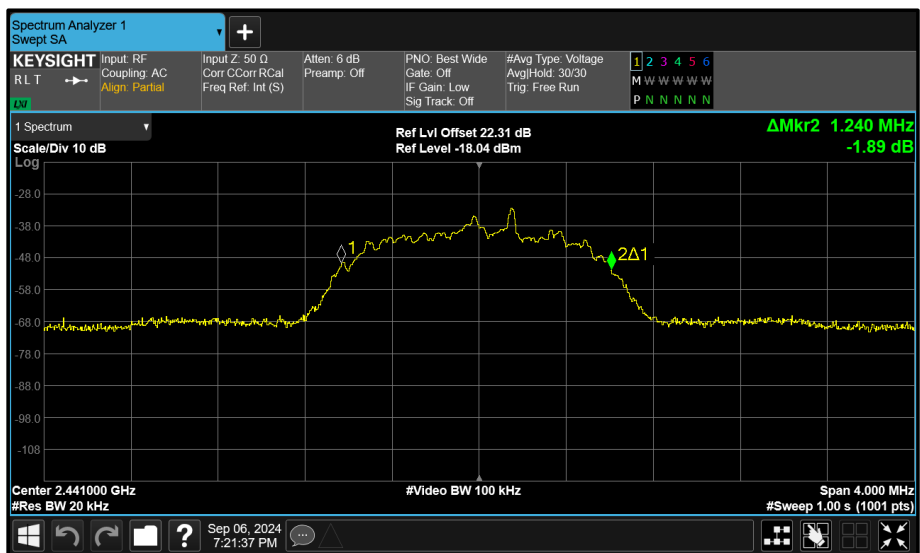 Spectrum Analyzer 1
Swept SA
KEYSIGHT
R L T
LXI
Input: RF
Coupling: AC
Align: Partial
Input Z: 50 Ω
Corr CCorr RCal
Freq Ref: Int (S)
Atten: 6 dB
Preamp: Off
PNO: Best Wide
Gate: Off
IF Gain: Low
Sig Track: Off
#Avg Type: Voltage
Avg|Hold: 30/30
Trig: Free Run
1 2 3 4 5 6
M W W W W W
P N N N N N
1 Spectrum
Scale/Div 10 dB
Ref Lvl Offset 22.31 dB
Ref Level -18.04 dBm
ΔMkr2 1.240 MHz
-1.89 dB
Log
-28.0
-38.0
-48.0
-58.0
-68.0
-78.0
-88.0
-98.0
-108
1
2Δ1
Center 2.441000 GHz
#Res BW 20 kHz
#Video BW 100 kHz
Span 4.000 MHz
#Sweep 1.00 s (1001 pts)
?
Sep 06, 2024
7:21:37 PM